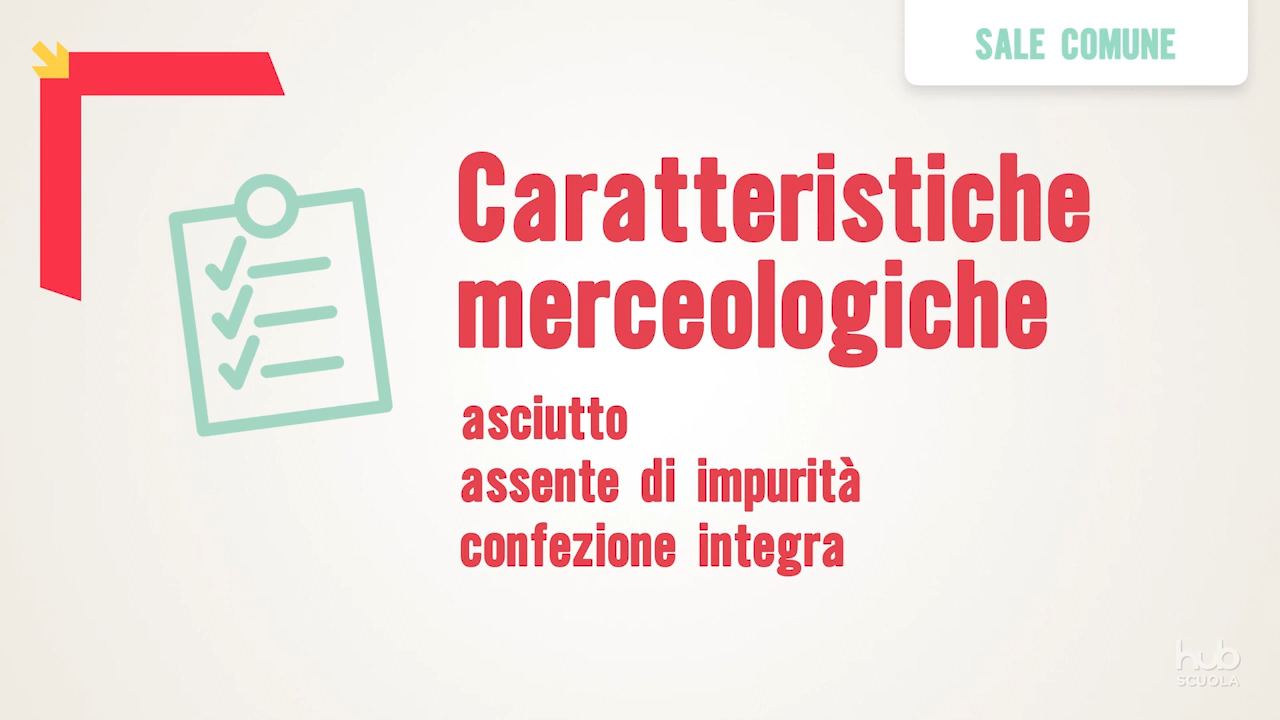 SALE COMUNE
Caratteristiche
merceologiche
asciutto
assente di impurità
confezione integra
hub
SCUOLA